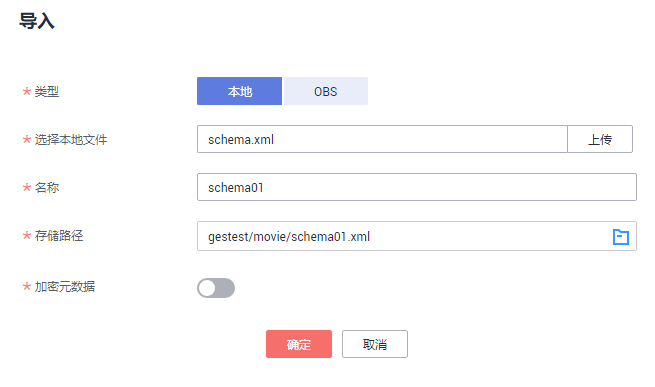 导入
* 类型 本地 OBS
* 选择本地文件 schema.xml 上传
* 名称 schema01
* 存储路径 gestest/movie/schema01.xml
* 加密元数据
确定 取消